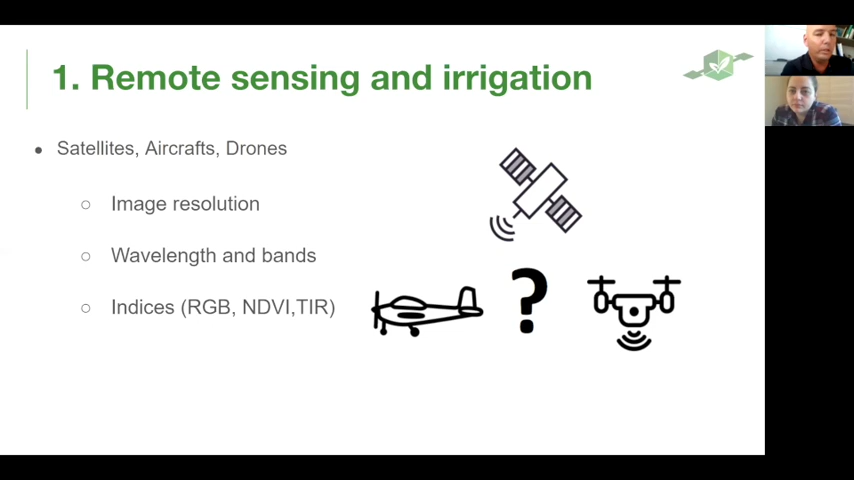 1. Remote sensing and irrigation
● Satellites, Aircrafts, Drones
○ Image resolution
○ Wavelength and bands
○ Indices (RGB, NDVI,TIR)
?